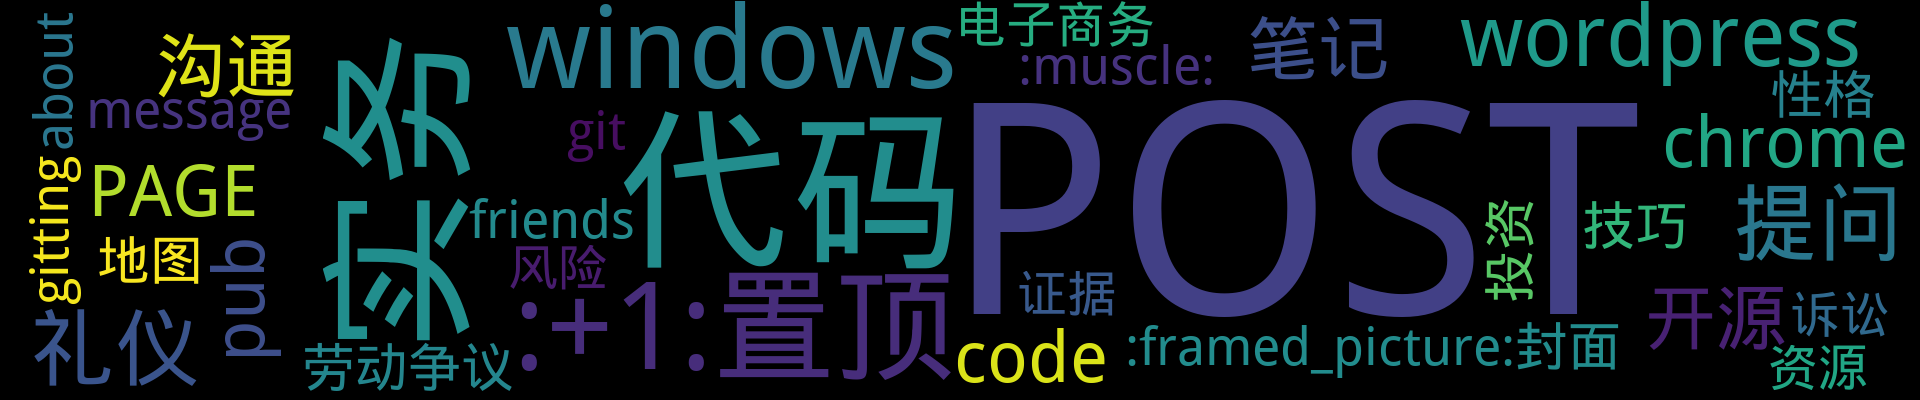 about
沟通
message
gitting
PAGE
地图
pub
礼仪
实务
劳动争议
windows
git
friends
风险
代码
:+1:置顶
电子商务
:muscle:
笔记
wordpress
性格
chrome
POST
投资
技巧
提问
证据
code
:framed_picture:封面
开源
诉讼
资源